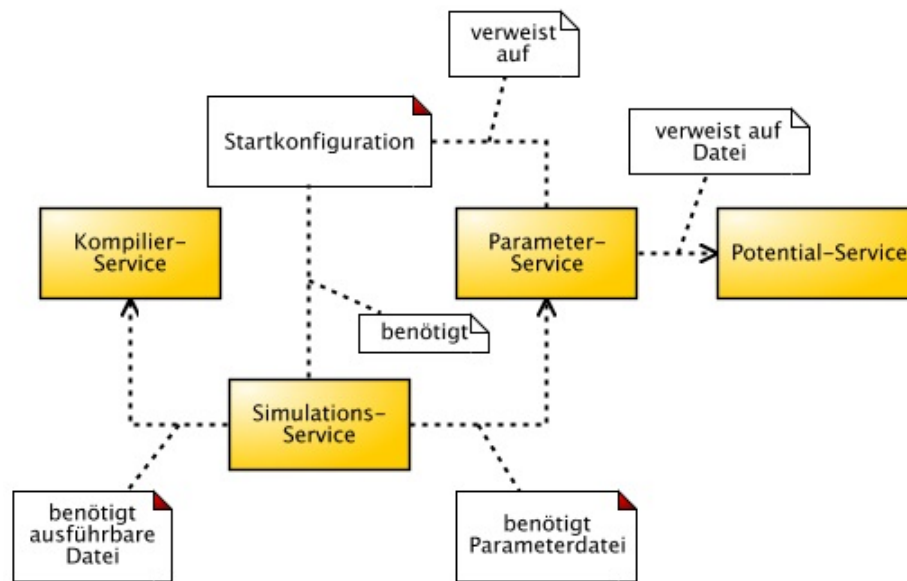 verweist
auf
Startkonfiguration
verweist auf
Datei
Kompilier-
Service
Parameter-
Service
Potential-Service
benötigt
Simulations-
Service
benötigt
ausführbare
Datei
benötigt
Parameterdatei